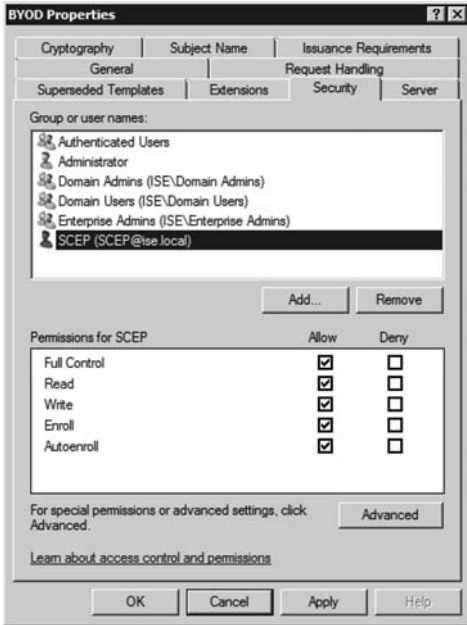 BYOD Properties
Cryptography Subject Name Issuance Requirements
General Request Handling
Superseded Templates Extensions Security Server
Group or user names:
Authenticated Users
Administrator
Domain Admins (ISE\Domain Admins)
Domain Users (ISE\Domain Users)
Enterprise Admins (ISE\Enterprise Admins)
SCEP (SCEP@ise.local)
Add... Remove
Permissions for SCEP Allow Deny
Full Control
Read
Write
Enroll
Autoenroll
For special permissions or advanced settings, click
Advanced.
Advanced
Learn about access control and permissions
OK Cancel Apply Help